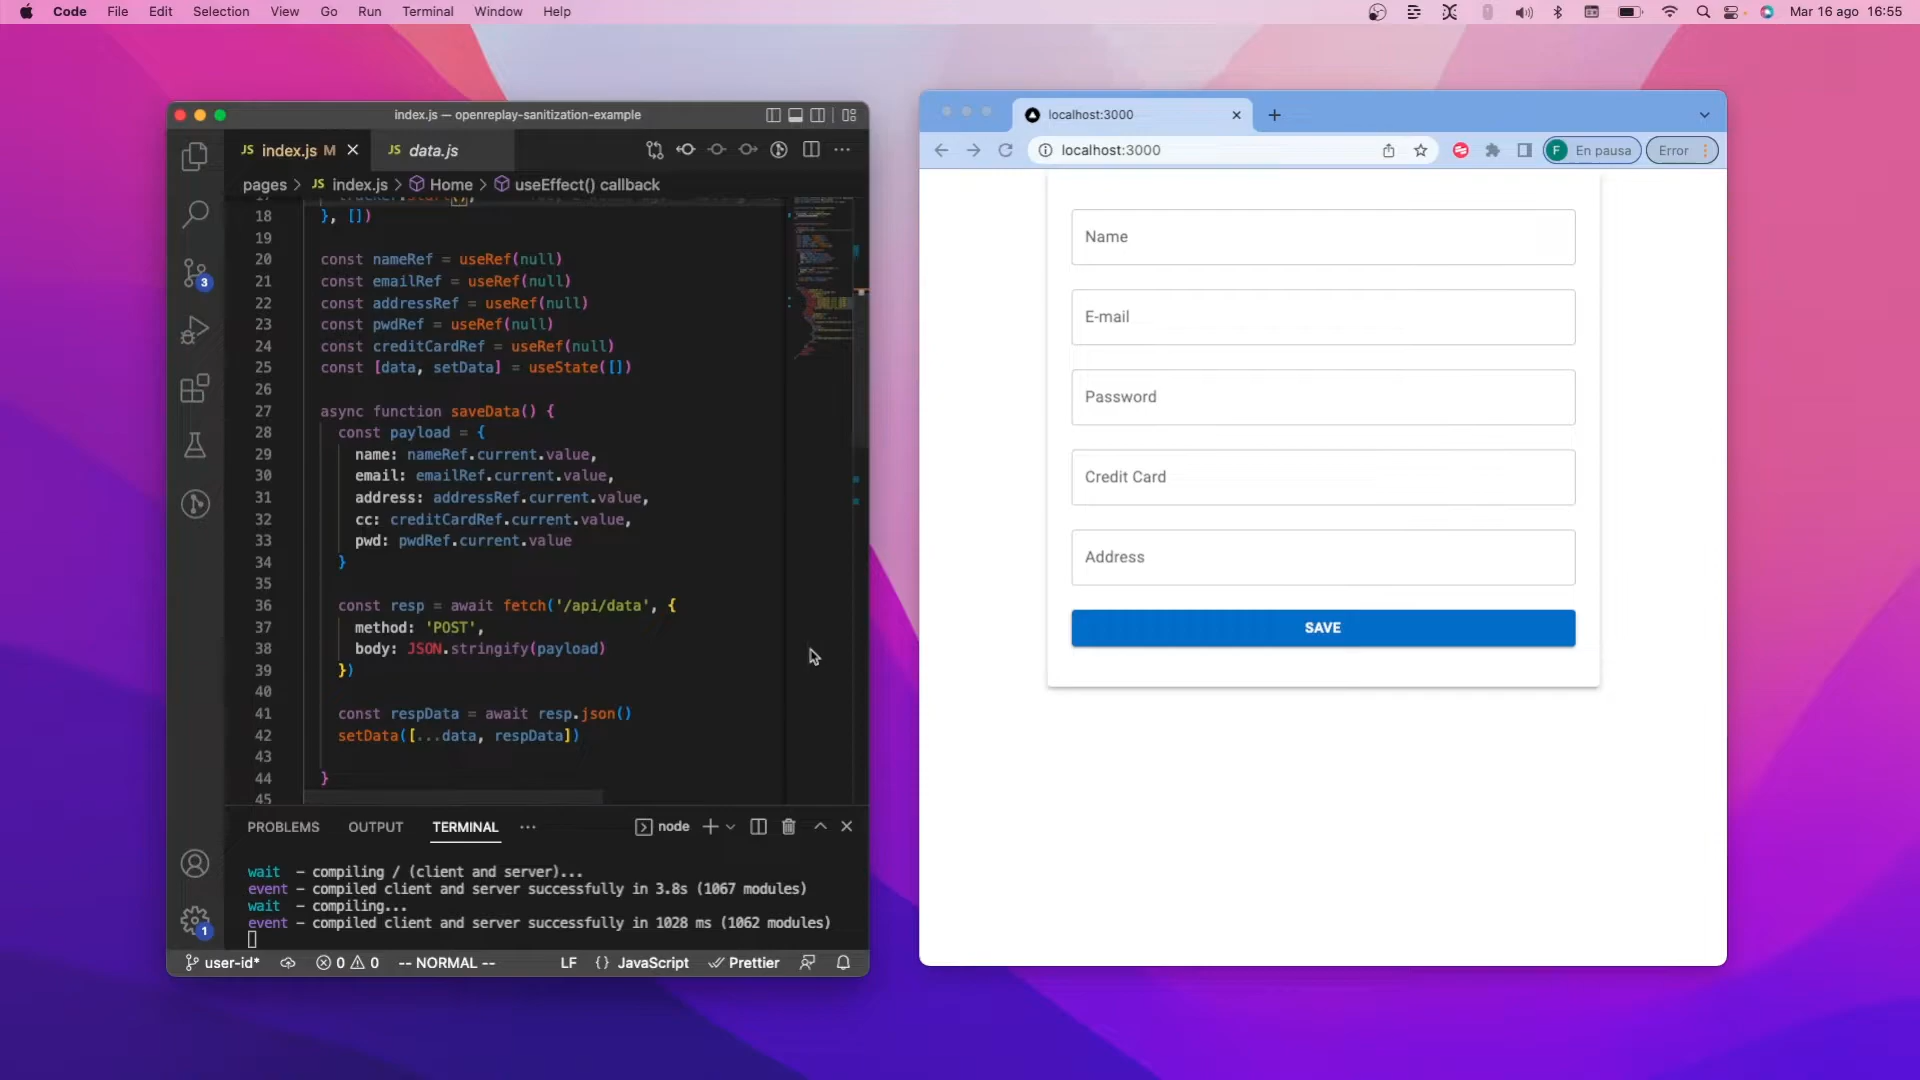 Code File Edit Selection View Go Run Terminal Window Help Mar 16 ago 16:55
index.js — openreplay-sanitization-example
JS index.js M
JS data.js
pages > JS index.js > Home > useEffect() callback
18 }, [])
19
20 const nameRef = useRef(null)
21 const emailRef = useRef(null)
22 const addressRef = useRef(null)
23 const pwdRef = useRef(null)
24 const creditCardRef = useRef(null)
25 const [data, setData] = useState([])
26
27 async function saveData() {
28 const payload = {
29 name: nameRef.current.value,
30 email: emailRef.current.value,
31 address: addressRef.current.value,
32 cc: creditCardRef.current.value,
33 pwd: pwdRef.current.value
34 }
35
36 const resp = await fetch('/api/data', {
37 method: 'POST',
38 body: JSON.stringify(payload)
39 })
40
41 const respData = await resp.json()
42 setData([...data, respData])
43
44 }
45
3
1
PROBLEMS OUTPUT TERMINAL ··· node
wait - compiling / (client and server)...
event - compiled client and server successfully in 3.8s (1067 modules)
wait - compiling...
event - compiled client and server successfully in 1028 ms (1062 modules)
user-id* 0 0 -- NORMAL -- LF {} JavaScript Prettier
localhost:3000
localhost:3000
F En pausa
Error
Name
E-mail
Password
Credit Card
Address
SAVE